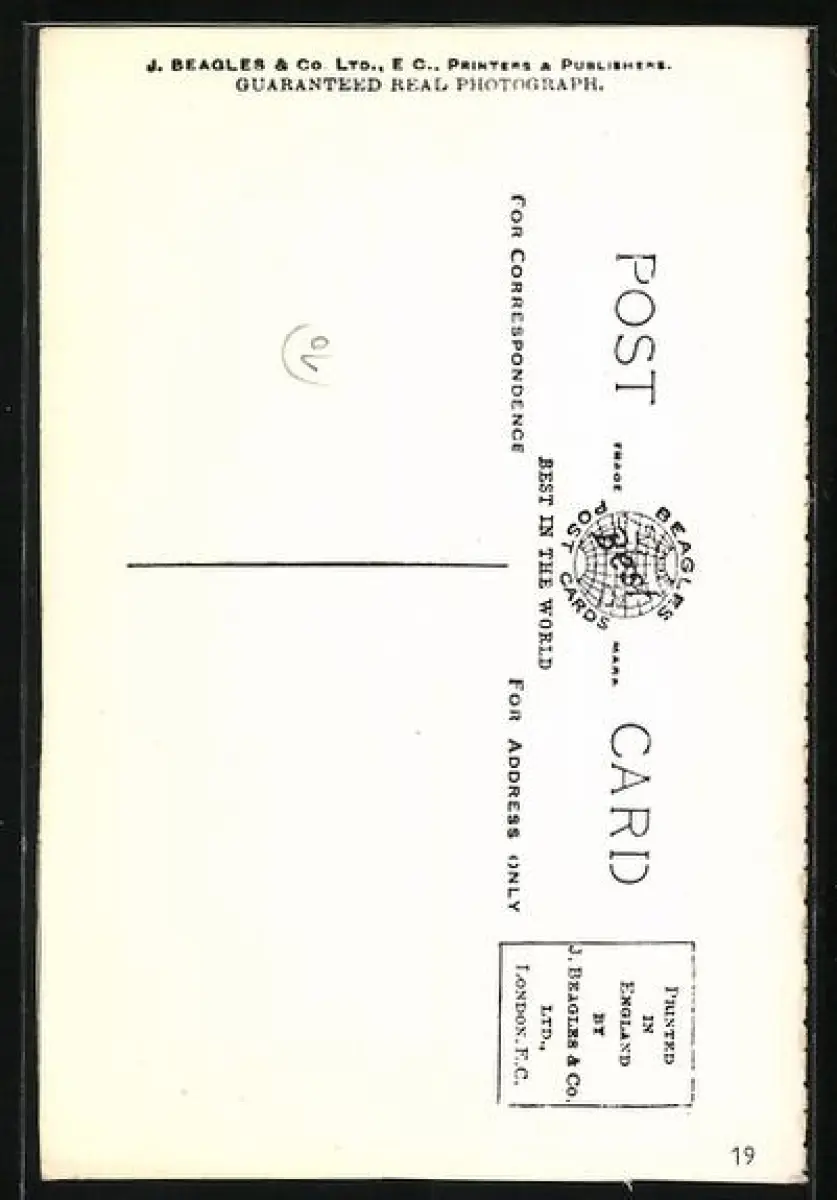 J. BEAGLES & CO. LTD., E.C., PRINTERS & PUBLISHERS.
GUARANTEED REAL PHOTOGRAPH.
POST CARD
TRADE MARK
BEAGLES
POST CARDS
Best
BEST IN THE WORLD
FOR CORRESPONDENCE
FOR ADDRESS ONLY
PRINTED
IN
ENGLAND
BY
J. BEAGLES & CO.
LTD.,
LONDON, E.C.
19